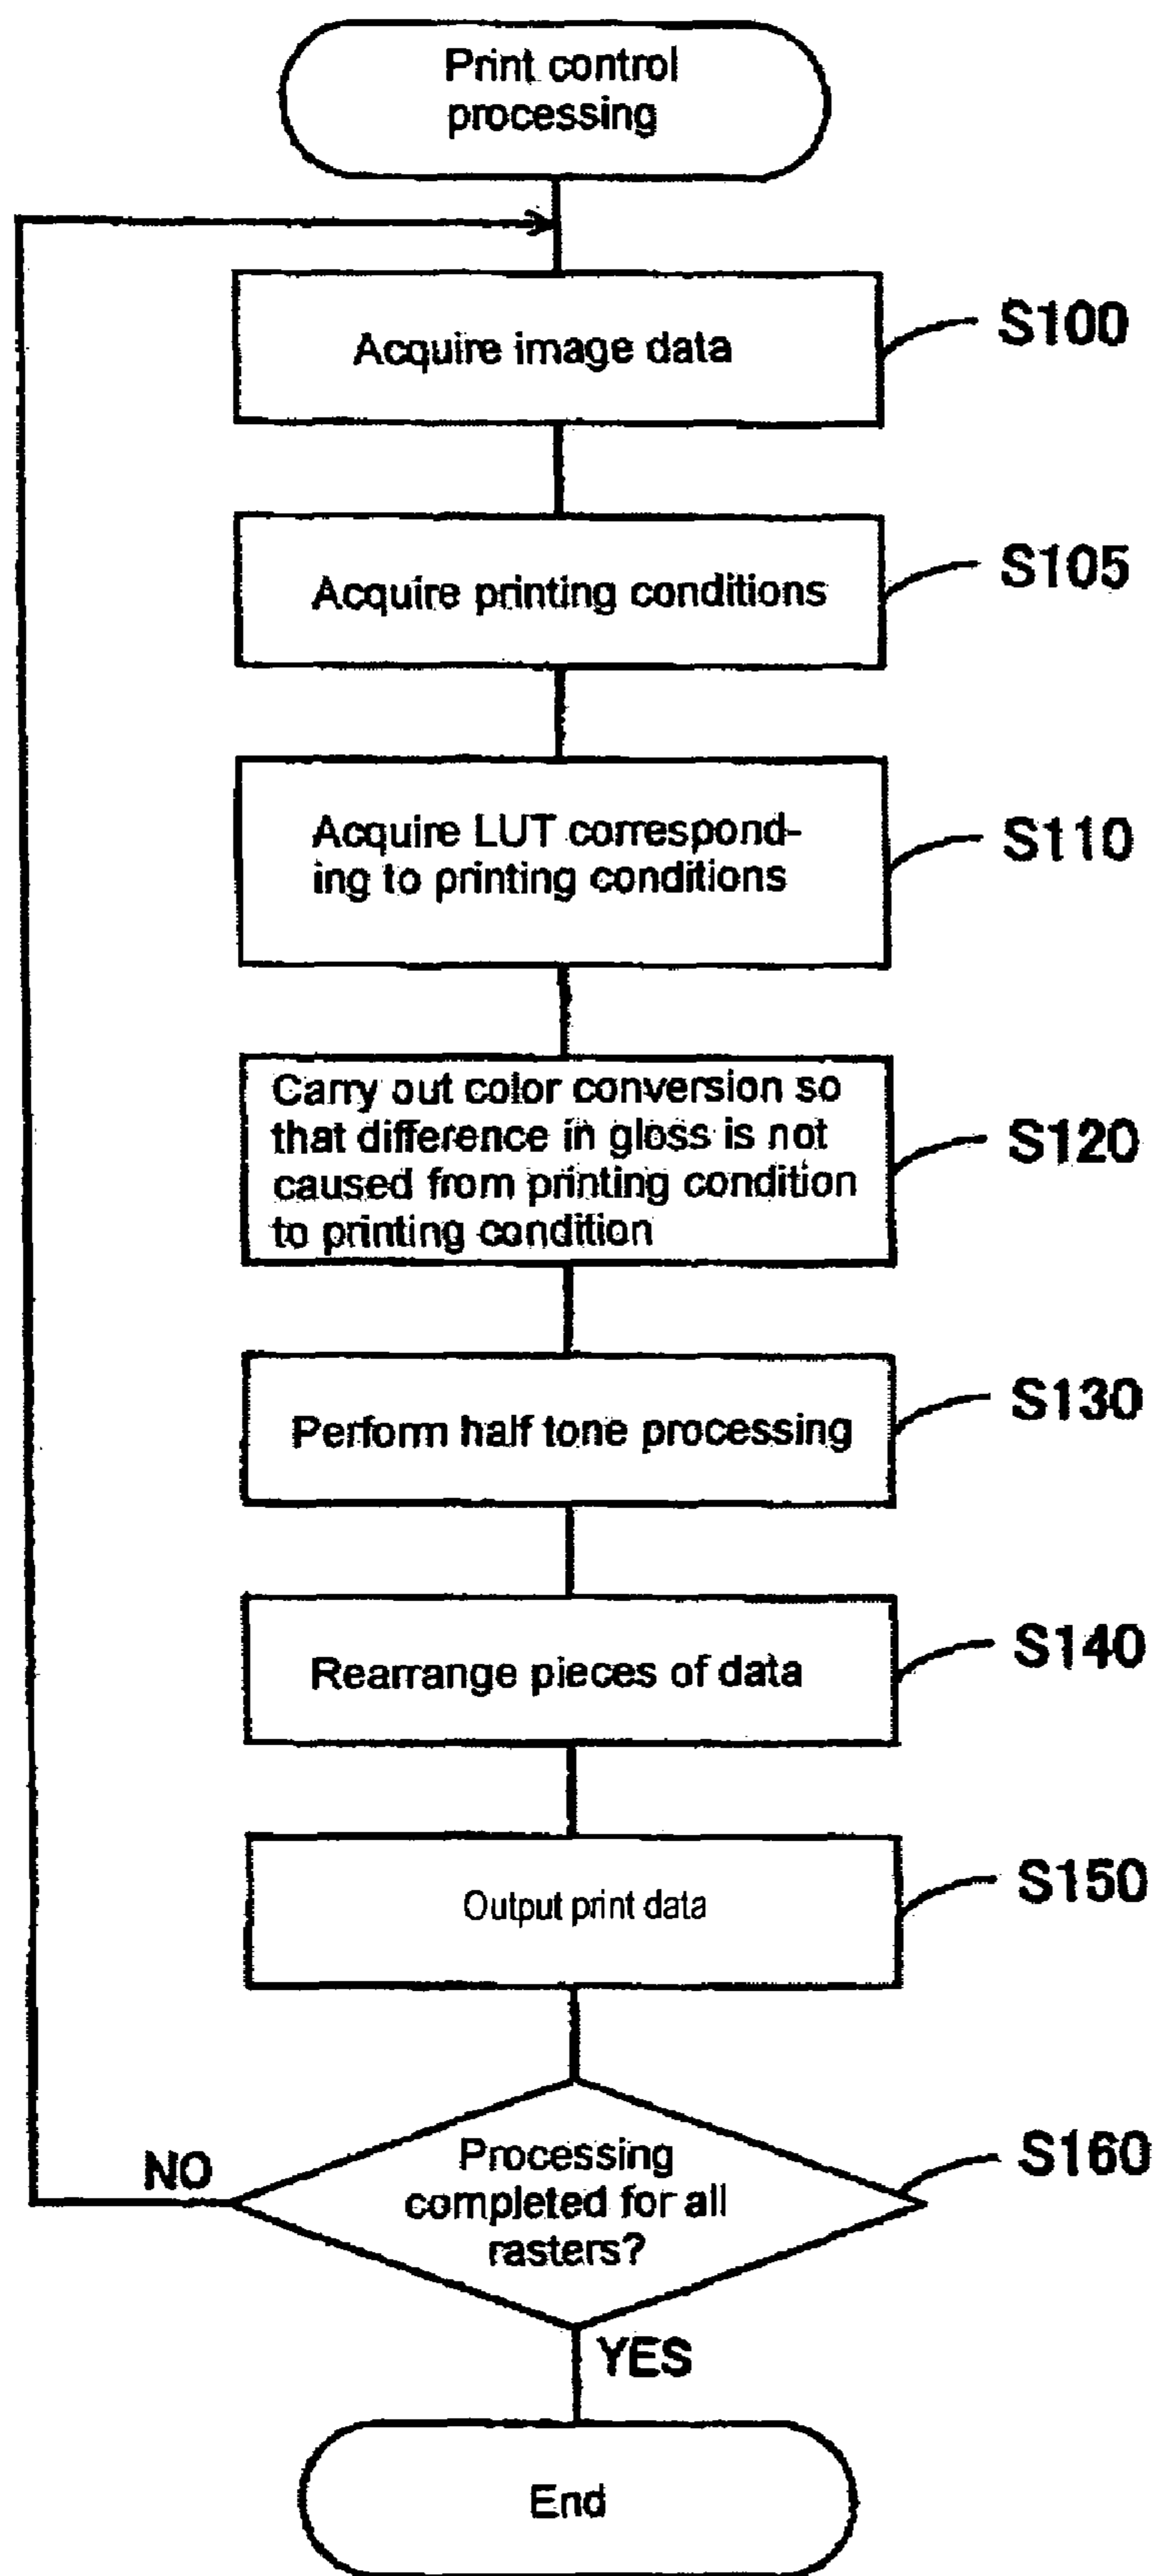 Print control
processing
Acquire image data
S100
Acquire printing conditions
S105
Acquire LUT correspond-
ing to printing conditions
S110
Carry out color conversion so
that difference in gloss is not
caused from printing condition
to printing condition
S120
Perform half tone processing
S130
Rearrange pieces of data
S140
Output print data
S150
Processing
completed for all
rasters?
S160
NO
YES
End